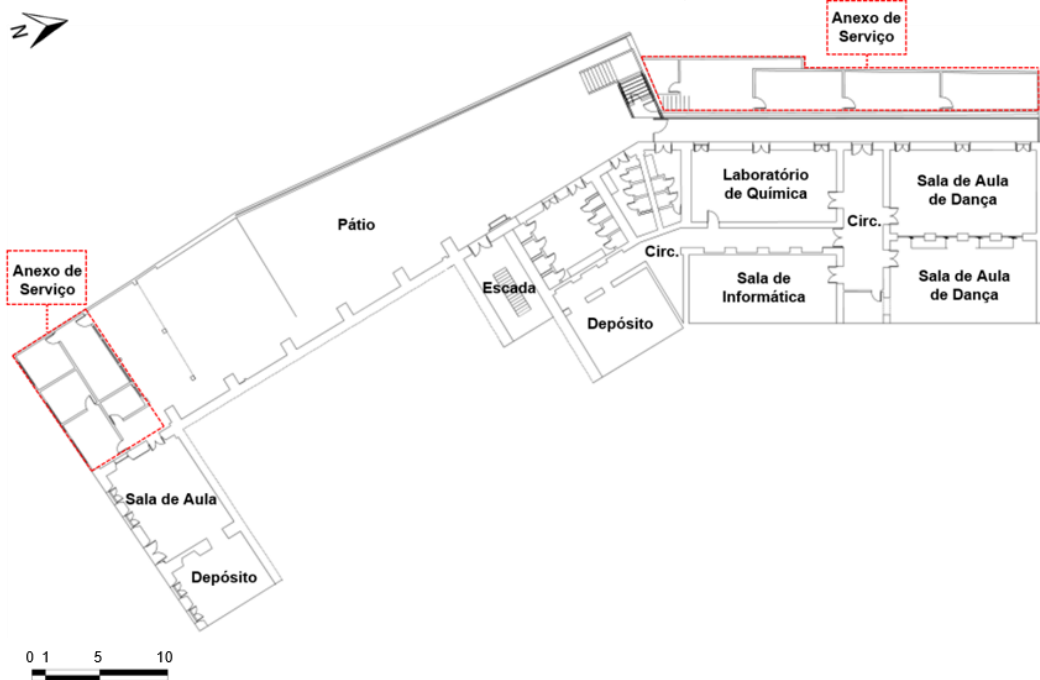 N
Anexo de
Serviço
Laboratório
de Química
Sala de Aula
de Dança
Pátio
Circ.
Circ.
Anexo de
Serviço
Escada
Sala de
Informática
Sala de Aula
de Dança
Depósito
Sala de Aula
Depósito
0 1 5 10